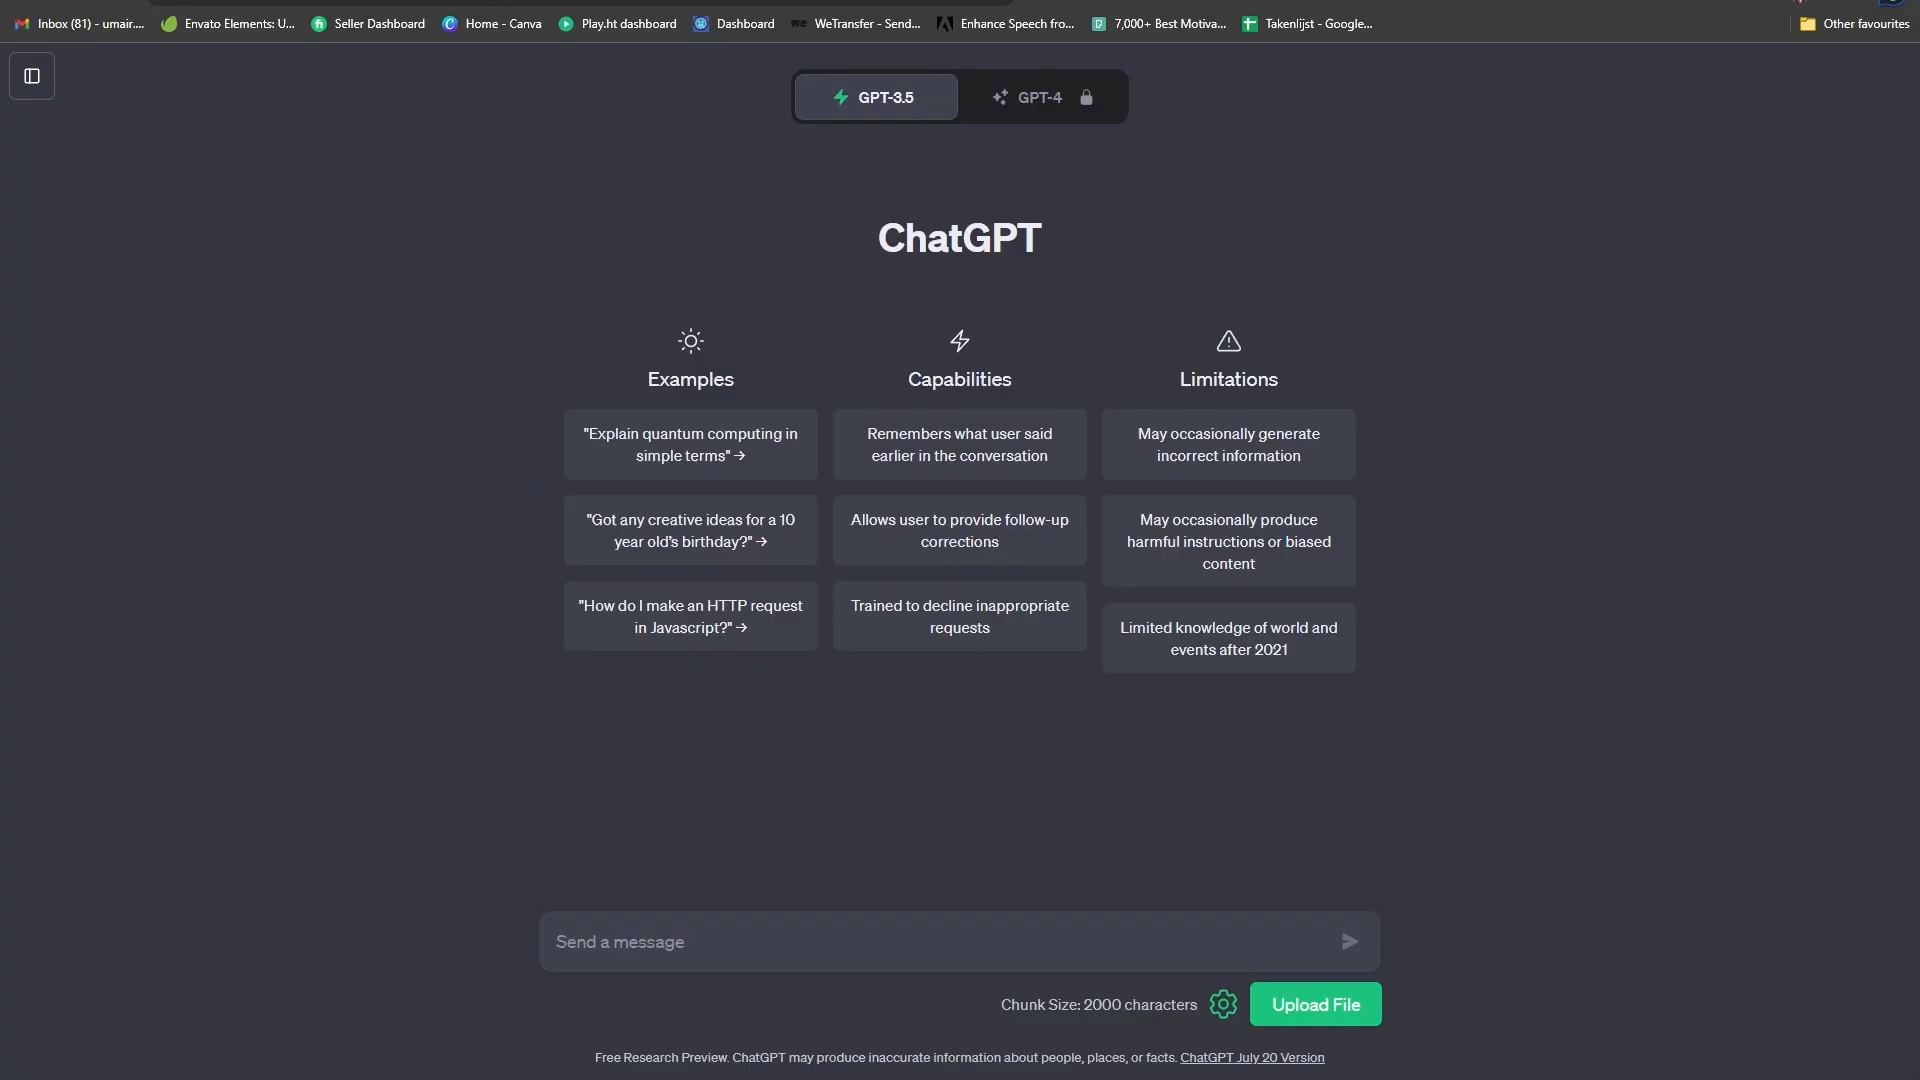 Inbox (81) - umair....
Envato Elements: U...
Seller Dashboard
Home - Canva
Play.ht dashboard
Dashboard
we WeTransfer - Send...
Enhance Speech fro...
7,000+ Best Motiva...
Takenlijst - Google...
Other favourites
GPT-3.5
GPT-4
ChatGPT
Examples
"Explain quantum computing in
simple terms" →
"Got any creative ideas for a 10
year old's birthday?" →
"How do I make an HTTP request
in Javascript?" →
Capabilities
Remembers what user said
earlier in the conversation
Allows user to provide follow-up
corrections
Trained to decline inappropriate
requests
Limitations
May occasionally generate
incorrect information
May occasionally produce
harmful instructions or biased
content
Limited knowledge of world and
events after 2021
Send a message
Chunk Size: 2000 characters
Upload File
Free Research Preview. ChatGPT may produce inaccurate information about people, places, or facts. ChatGPT July 20 Version